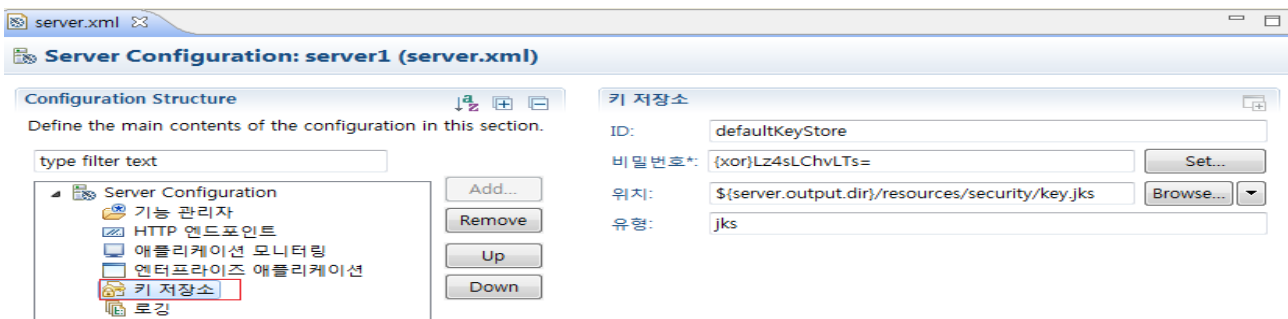 server.xml
Server Configuration: server1 (server.xml)
Configuration Structure
Define the main contents of the configuration in this section.
type filter text
Server Configuration
기능 관리자
HTTP 엔드포인트
애플리케이션 모니터링
엔터프라이즈 애플리케이션
키 저장소
로깅
Add...
Remove
Up
Down
키 저장소
ID: defaultKeyStore
비밀번호*: {xor}Lz4sLChvLTs= Set...
위치: ${server.output.dir}/resources/security/key.jks Browse...
유형: jks